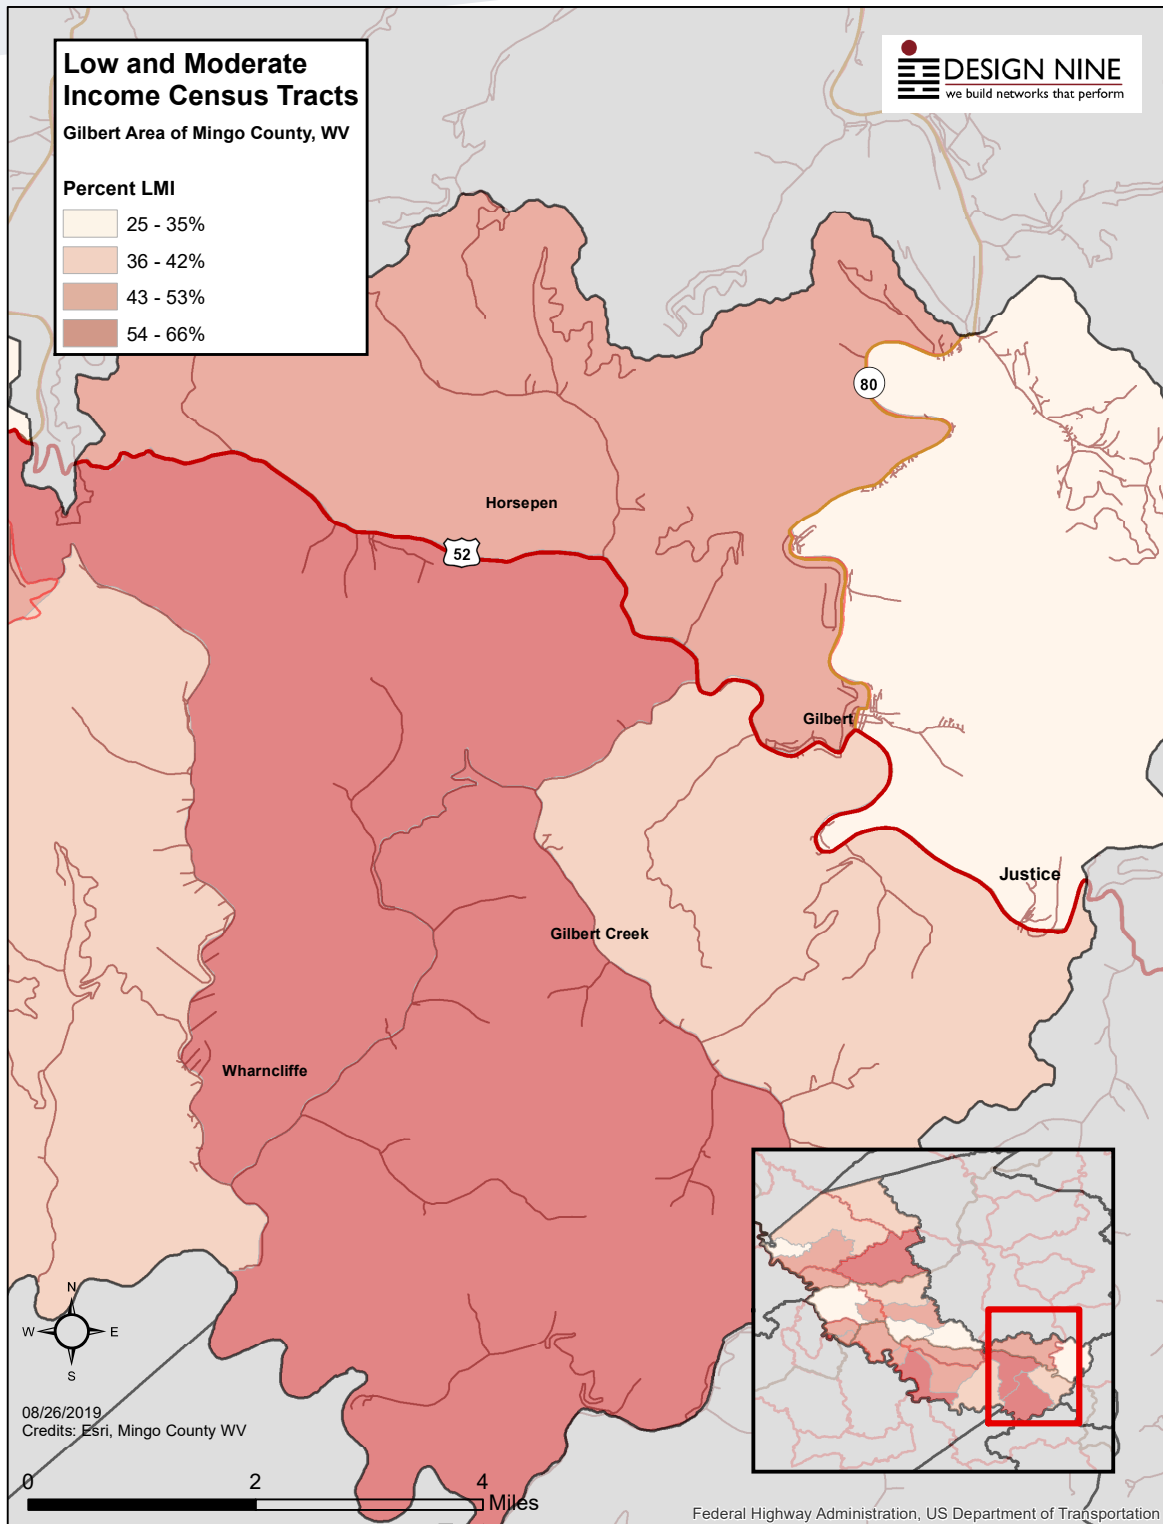 Low and Moderate
Income Census Tracts
Gilbert Area of Mingo County, WV
Percent LMI
25 - 35%
36 - 42%
43 - 53%
54 - 66%
DESIGN NINE
we build networks that perform
80
Horsepen
52
Gilbert
Justice
Gilbert Creek
Wharncliffe
N
W E
S
08/26/2019
Credits: Esri, Mingo County WV
0 2 4
Miles
Federal Highway Administration, US Department of Transportation